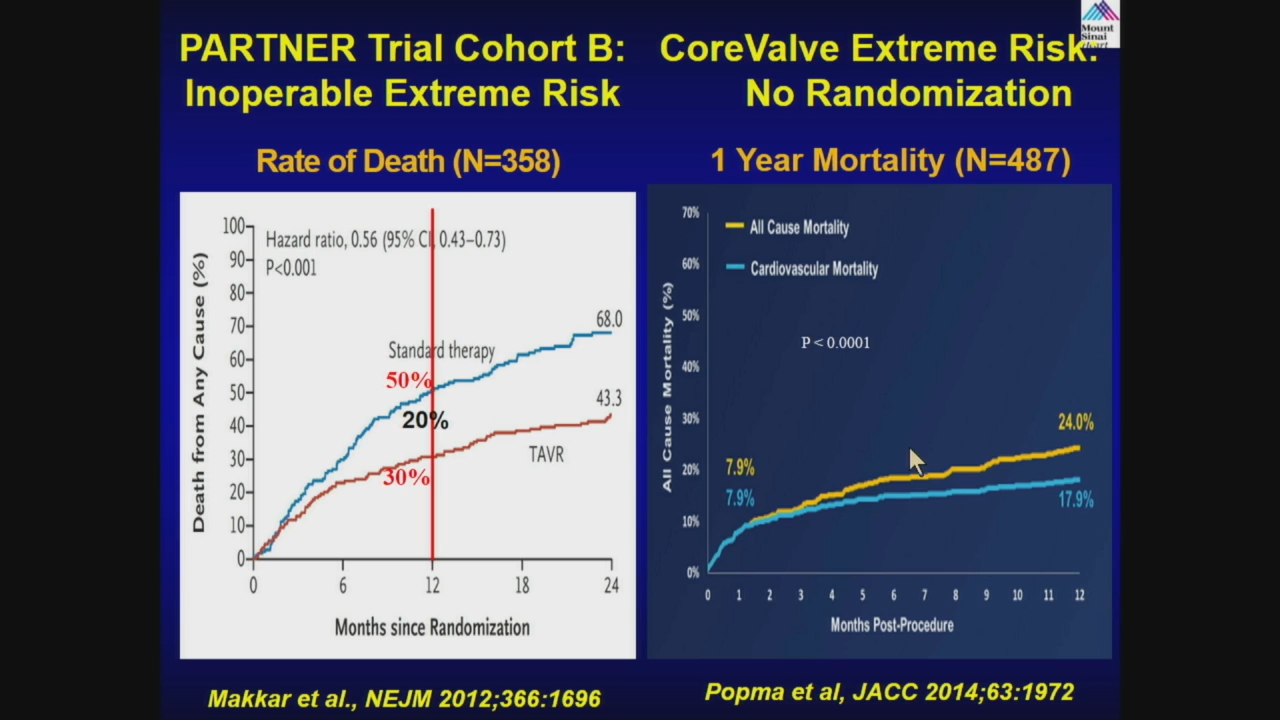 PARTNER Trial Cohort B:
Inoperable Extreme Risk
Rate of Death (N=358)
Death from Any Cause (%)
100
90
80
70
60
50
40
30
20
10
0
Hazard ratio, 0.56 (95% CI, 0.43–0.73)
P<0.001
68.0
Standard therapy
50%
43.3
20%
TAVR
30%
0 6 12 18 24
Months since Randomization
Makkar et al., NEJM 2012;366:1696
CoreValve Extreme Risk:
No Randomization
Mount
Sinai
Heart
1 Year Mortality (N=487)
All Cause Mortality (%)
70%
60%
50%
40%
30%
20%
10%
0%
All Cause Mortality
Cardiovascular Mortality
P < 0.0001
24.0%
7.9%
7.9%
17.9%
0 1 2 3 4 5 6 7 8 9 10 11 12
Months Post-Procedure
Popma et al, JACC 2014;63:1972